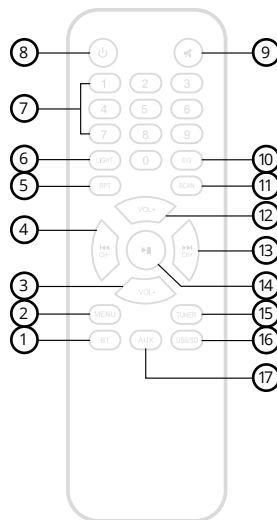 8 9
1 2 3
7 4 5 6
7 8 9
6 LIGHT 0 EQ 10
5 RPT SCAN 11
VOL+ 12
4 CH- CH+ 13
14
3 VOL-
2 MENU TUNER 15
1 BT AUX USB/SD 16
17